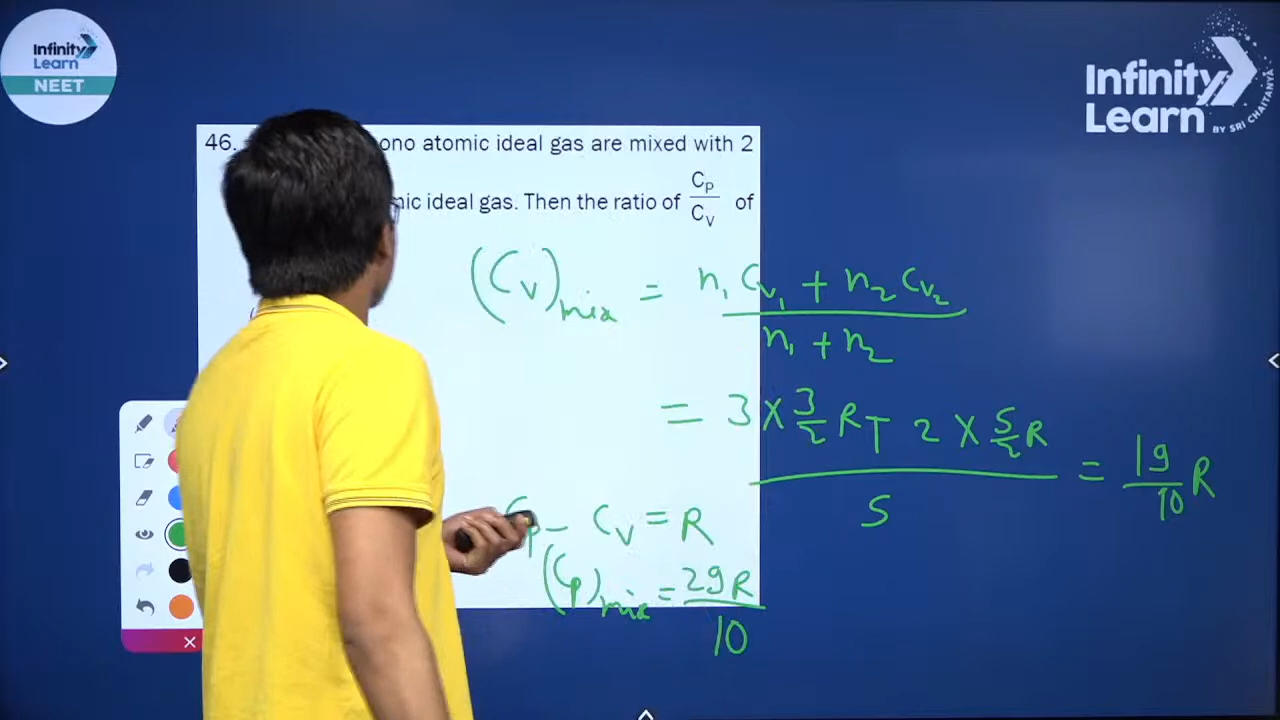 Infinity
Learn
NEET
Infinity
Learn
BY SRI CHAITANYA
46. ono atomic ideal gas are mixed with 2
nic ideal gas. Then the ratio of Cp/Cv of
(Cv)mix = n₁Cv₁ + n₂Cv₂ / n₁ + n₂
= 3 × 3/2 R + 2 × 5/2 R / 5 = 19/10 R
Cp - Cv = R
(Cp)mix = 29R/10